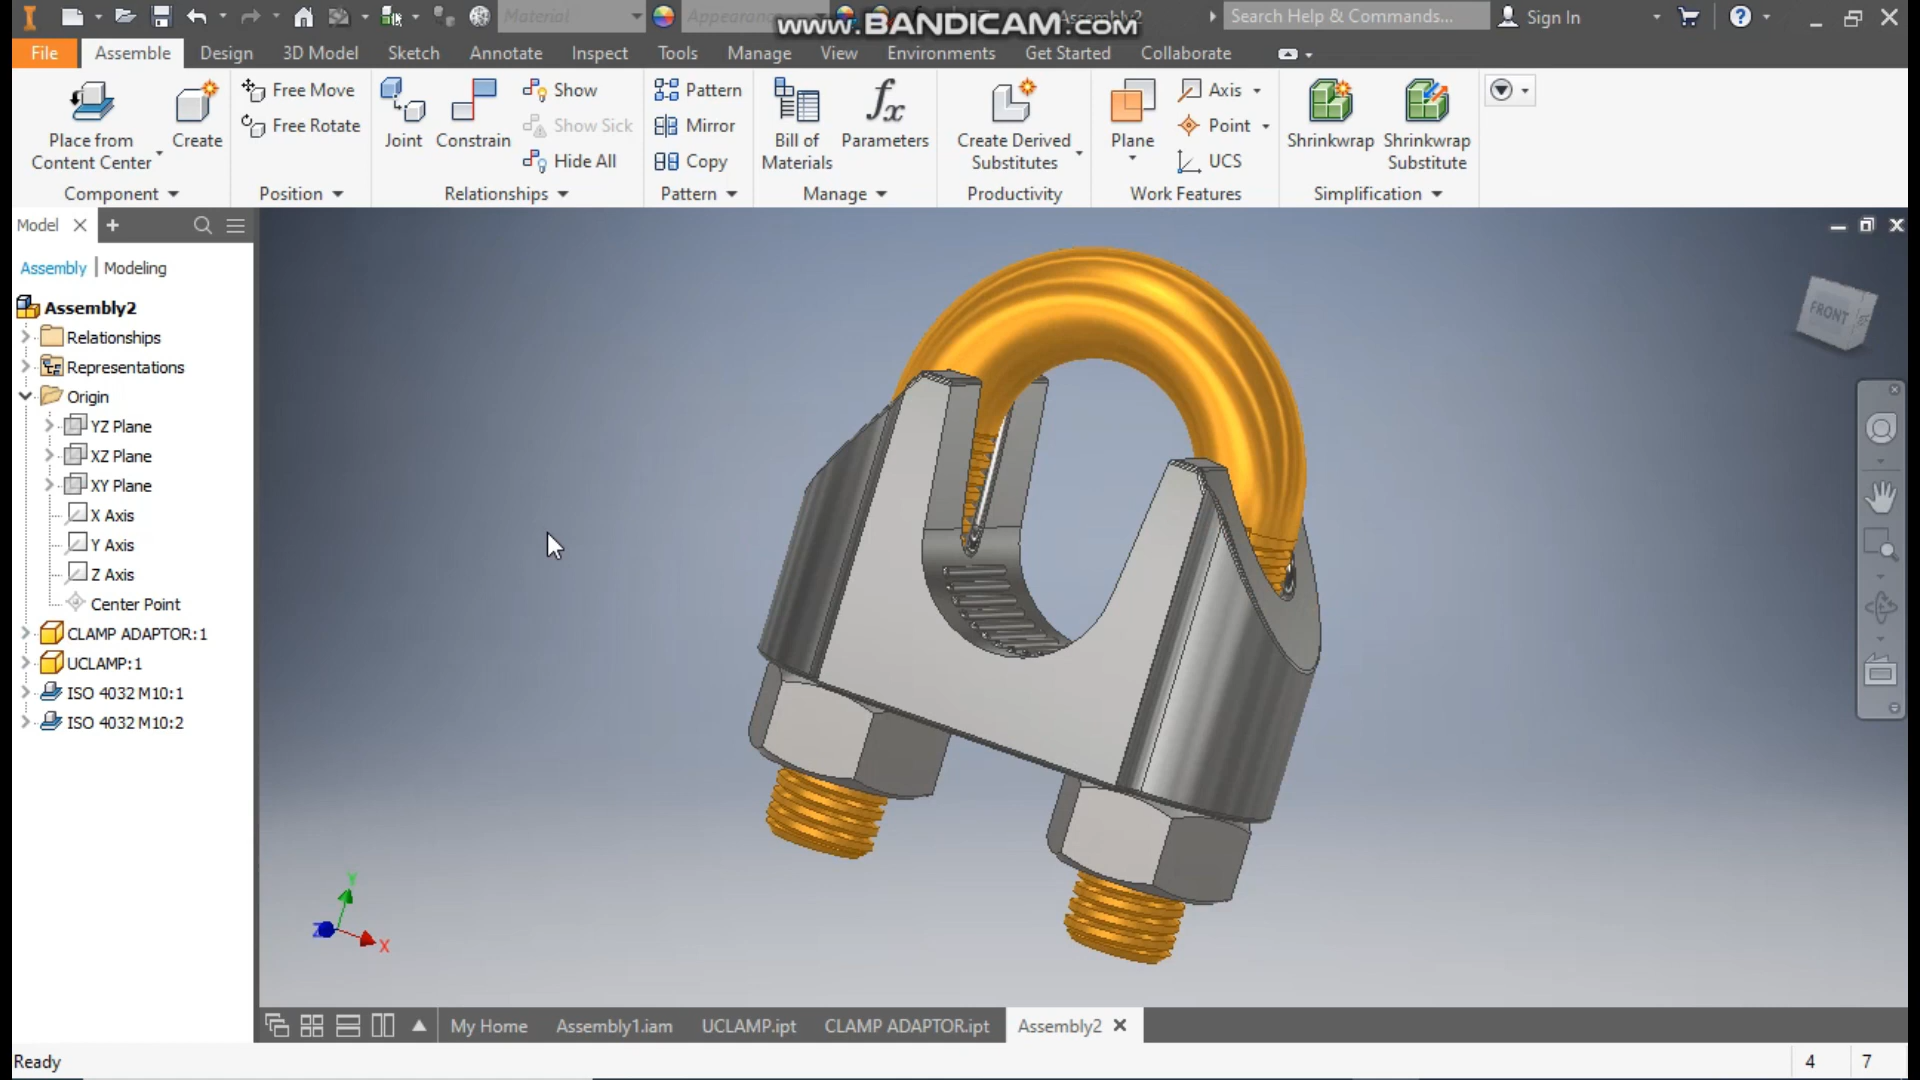 Material
Appearance
www.BANDICAM.com
Assembly2
Search Help & Commands...
Sign In
File
Assemble
Design
3D Model
Sketch
Annotate
Inspect
Tools
Manage
View
Environments
Get Started
Collaborate
Place from
Content Center
Create
Free Move
Free Rotate
Joint
Constrain
Show
Show Sick
Hide All
Pattern
Mirror
Copy
Bill of
Materials
Parameters
Create Derived
Substitutes
Plane
Axis
Point
UCS
Shrinkwrap
Shrinkwrap
Substitute
Component
Position
Relationships
Pattern
Manage
Productivity
Work Features
Simplification
Model
Assembly
Modeling
Assembly2
Relationships
Representations
Origin
YZ Plane
XZ Plane
XY Plane
X Axis
Y Axis
Z Axis
Center Point
CLAMP ADAPTOR:1
UCLAMP:1
ISO 4032 M10:1
ISO 4032 M10:2
FRONT
Y
Z
X
My Home
Assembly1.iam
UCLAMP.ipt
CLAMP ADAPTOR.ipt
Assembly2
Ready
4
7